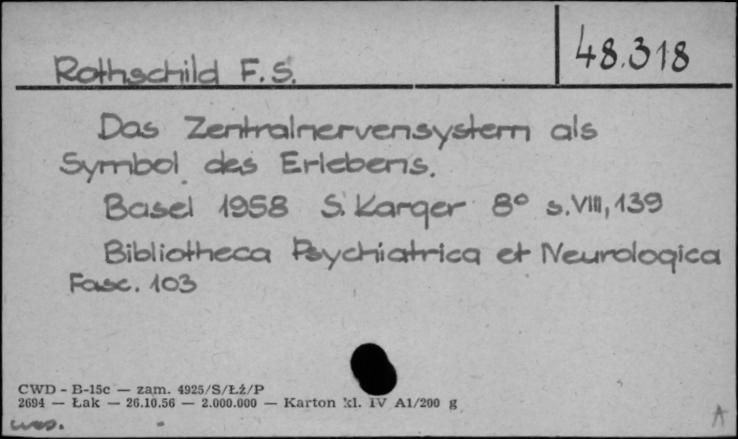 48.318
Rothschild F.S.
Das Zentralnervensystem als
Symbol des Erlebens.
Basel 1958 S. Karger 8° s.VIII,139
Bibliotheca Psychiatrica et Neurologica
Fasc. 103
CWD - B-15c — zam. 4925/S/Łż/P
2694 — Łak — 26.10.56 — 2.000.000 — Karton kl. IV A1/200 g
A